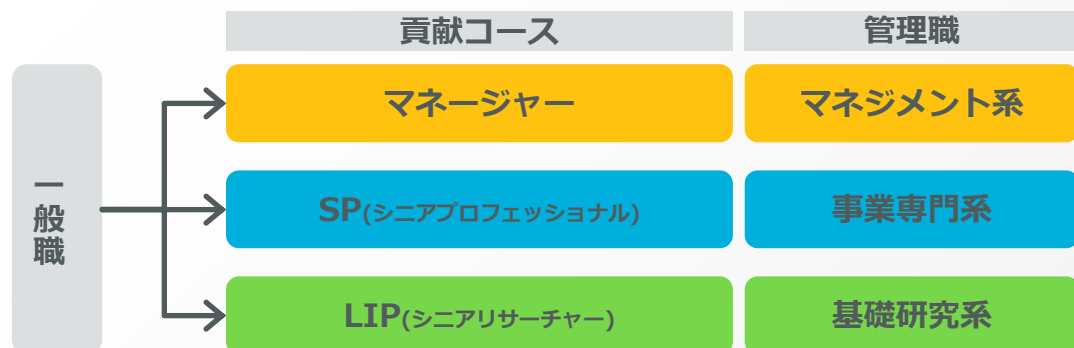 貢献コース
管理職
一般職
マネージャー
マネジメント系
SP(シニアプロフェッショナル)
事業専門系
LIP(シニアリサーチャー)
基礎研究系